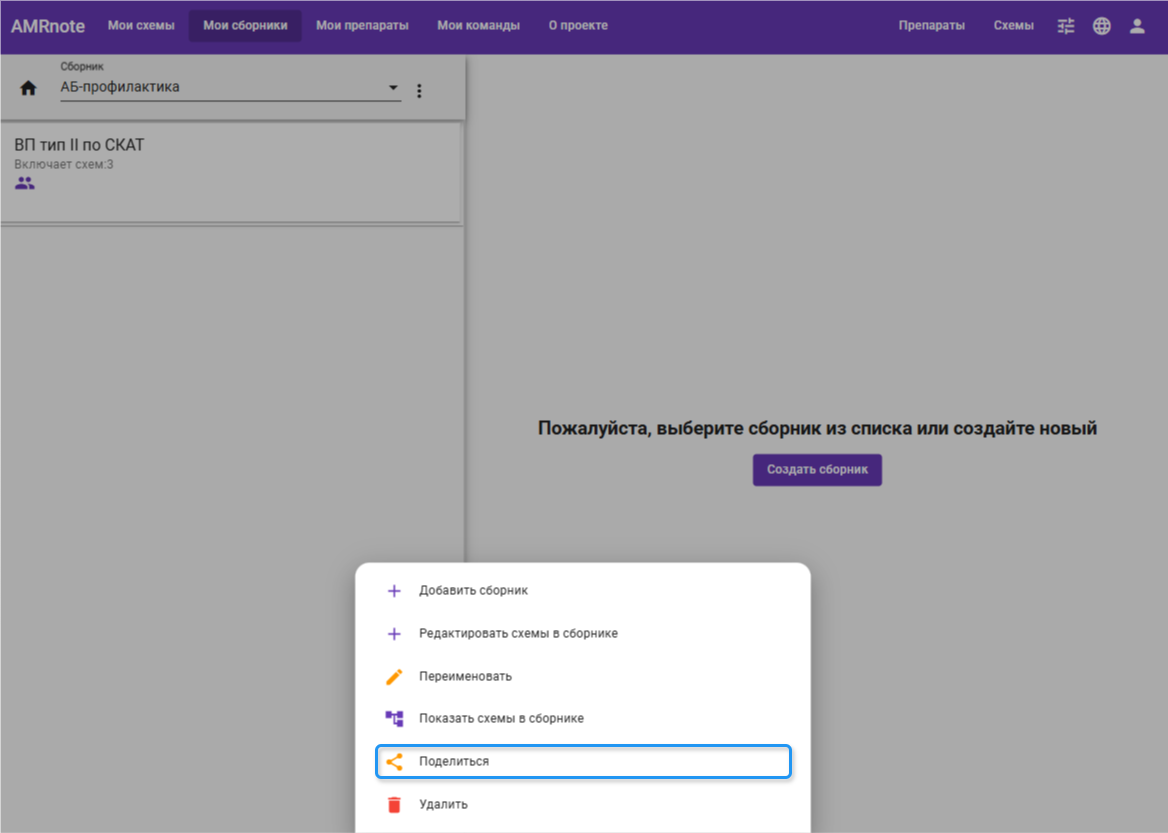 AMRnote Мои схемы Мои сборники Мои препараты Мои команды О проекте Препараты Схемы
Сборник
АБ-профилактика
ВП тип II по СКАТ
Включает схем:3
Пожалуйста, выберите сборник из списка или создайте новый
Создать сборник
Добавить сборник
Редактировать схемы в сборнике
Переименовать
Показать схемы в сборнике
Поделиться
Удалить